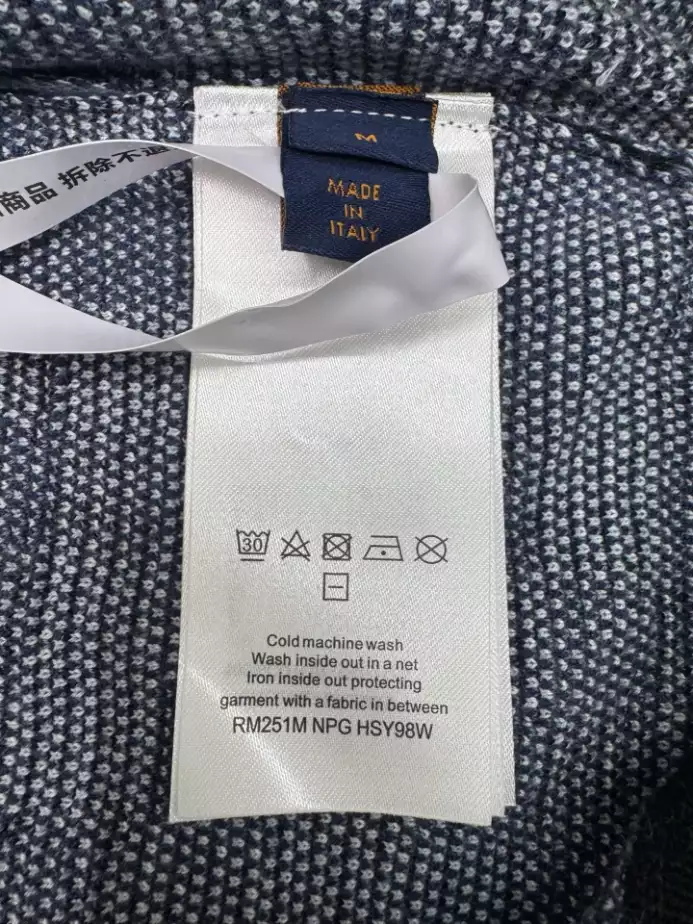 商品 拆除不退
M
MADE
IN
ITALY
30
Cold machine wash
Wash inside out in a net
Iron inside out protecting
garment with a fabric in between
RM251M NPG HSY98W